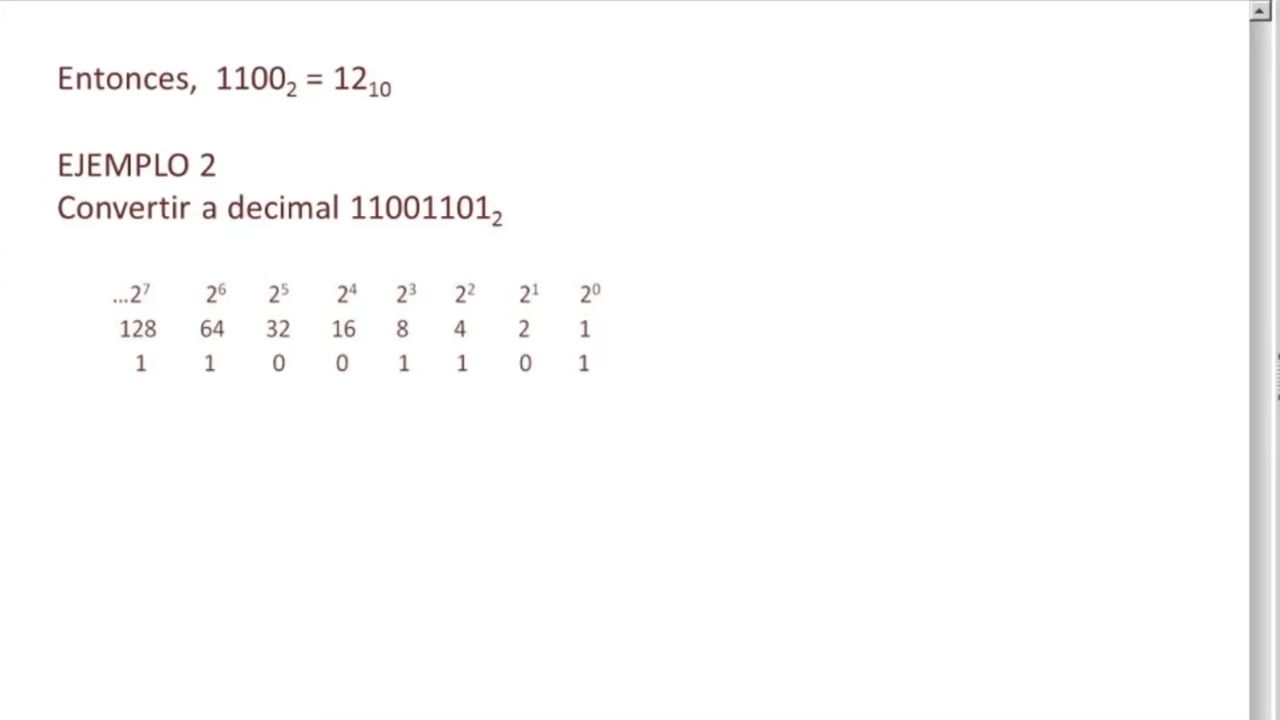 Entonces, 1100₂ = 12₁₀
EJEMPLO 2
Convertir a decimal 11001101₂
...2⁷ 2⁶ 2⁵ 2⁴ 2³ 2² 2¹ 2⁰
128 64 32 16 8 4 2 1
1 1 0 0 1 1 0 1